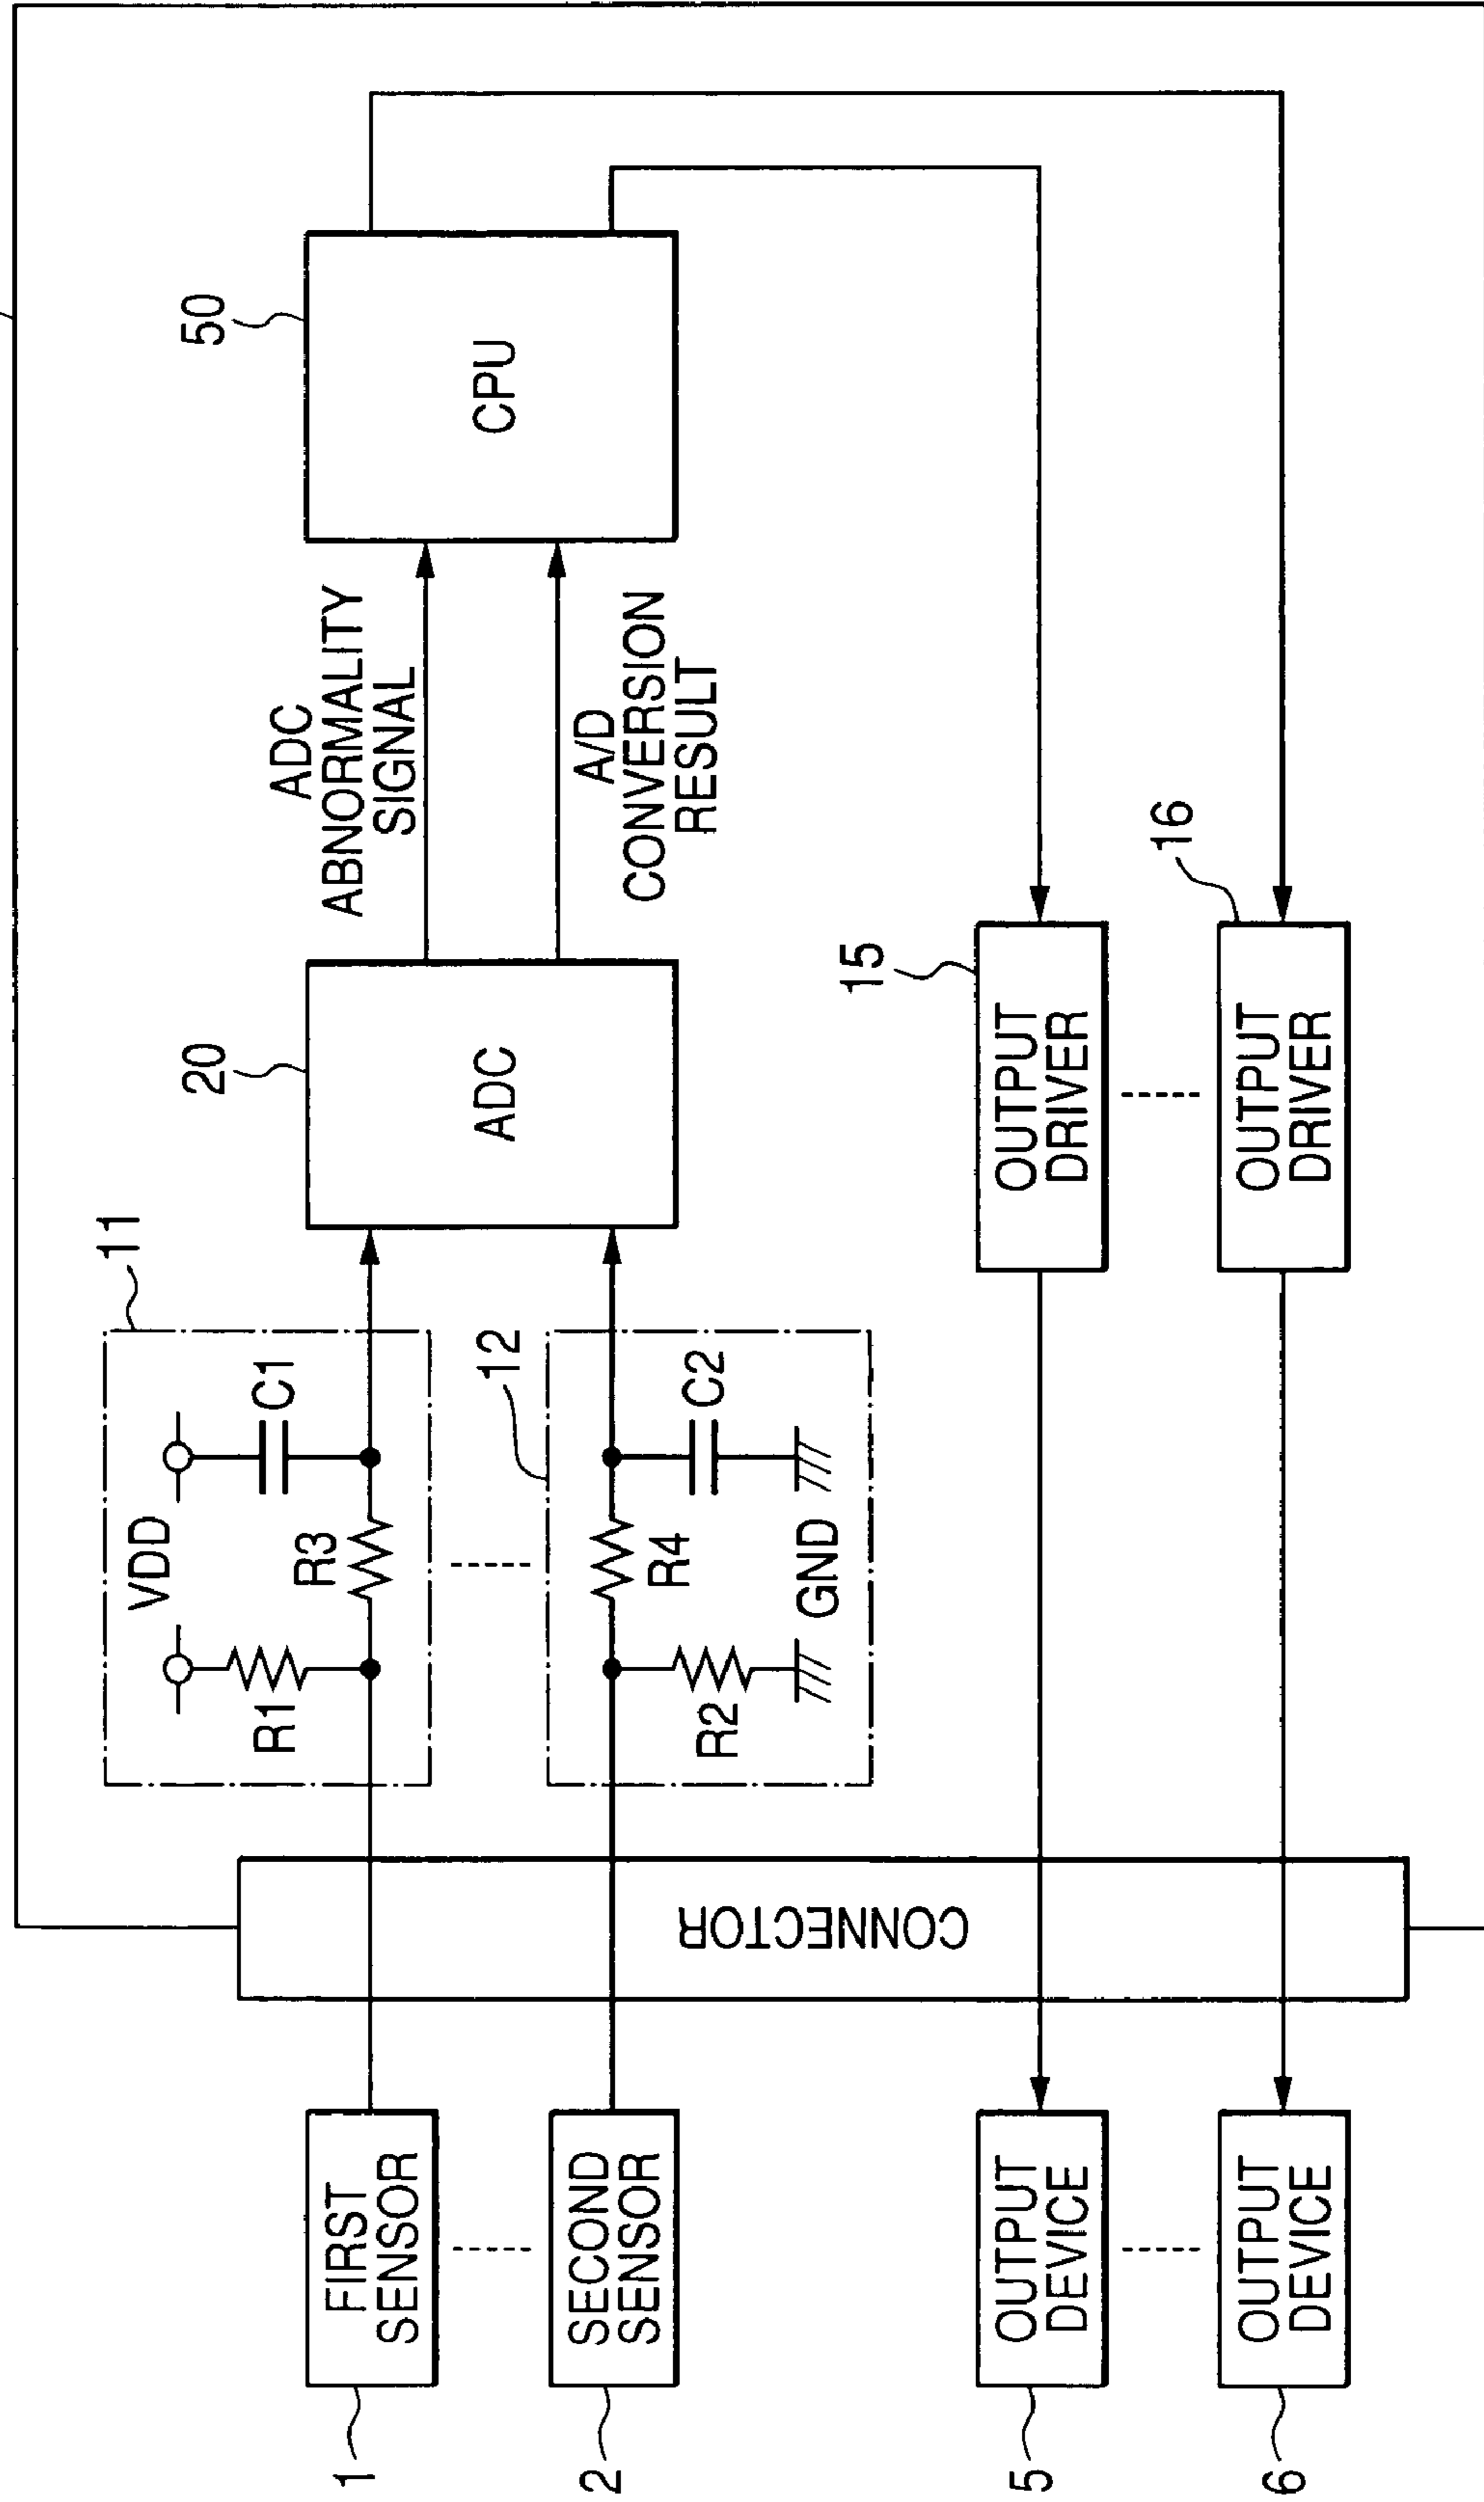 11
VDD
C1
R1
R3
20
ADC
ADC
ABNORMALITY
SIGNAL
A/D
CONVERSION
RESULT
50
CPU
12
R4
C2
R2
GND
1
FIRST
SENSOR
2
SECOND
SENSOR
CONNECTOR
15
OUTPUT
DRIVER
16
OUTPUT
DRIVER
5
OUTPUT
DEVICE
6
OUTPUT
DEVICE